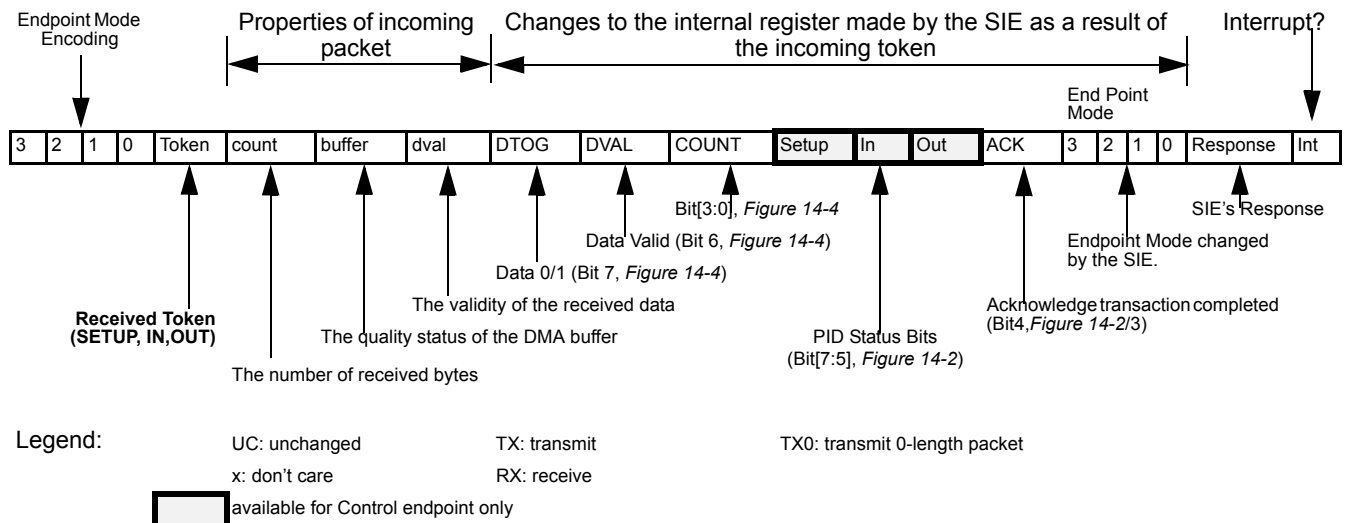 Endpoint Mode
Encoding
Properties of incoming
packet
Changes to the internal register made by the SIE as a result of
the incoming token
Interrupt?
End Point
Mode
3 2 1 0 Token count buffer dval DTOG DVAL COUNT Setup In Out ACK 3 2 1 0 Response Int
Bit[3:0], Figure 14-4
SIE's Response
Data Valid (Bit 6, Figure 14-4)
Endpoint Mode changed
by the SIE.
Data 0/1 (Bit 7, Figure 14-4)
The validity of the received data
Acknowledge transaction completed
(Bit4,Figure 14-2/3)
Received Token
(SETUP, IN,OUT)
The quality status of the DMA buffer
PID Status Bits
(Bit[7:5], Figure 14-2)
The number of received bytes
Legend:
UC: unchanged
TX: transmit
TX0: transmit 0-length packet
x: don't care
RX: receive
available for Control endpoint only